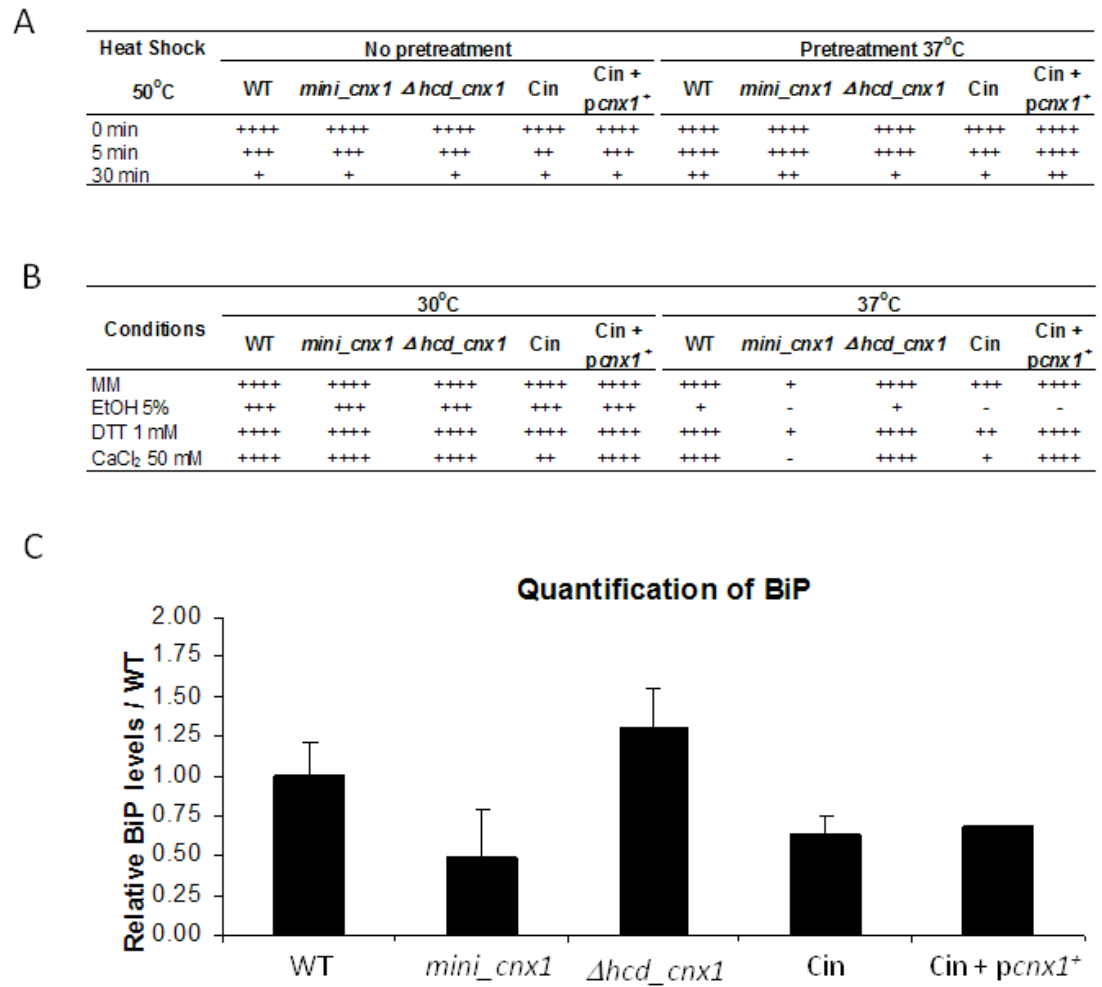 A
Heat Shock No pretreatment Pretreatment 37⁰C
50⁰C WT mini_cnx1 Δhcd_cnx1 Cin Cin + pcnx1⁺ WT mini_cnx1 Δhcd_cnx1 Cin Cin + pcnx1⁺
0 min ++++ ++++ ++++ ++++ ++++ ++++ ++++ ++++ ++++ ++++
5 min +++ +++ +++ ++ +++ ++++ ++++ ++++ +++ ++++
30 min + + + + + ++ ++ + + ++
B
30⁰C 37⁰C
Conditions WT mini_cnx1 Δhcd_cnx1 Cin Cin + pcnx1⁺ WT mini_cnx1 Δhcd_cnx1 Cin Cin + pcnx1⁺
MM ++++ ++++ ++++ ++++ ++++ ++++ + ++++ +++ ++++
EtOH 5% +++ +++ +++ +++ +++ + - + - -
DTT 1 mM ++++ ++++ ++++ ++++ ++++ ++++ + ++++ ++ ++++
CaCl₂ 50 mM ++++ ++++ ++++ ++ ++++ ++++ - ++++ + ++++
C
Quantification of BiP
Relative BiP levels / WT
2.00
1.75
1.50
1.25
1.00
0.75
0.50
0.25
0.00
WT mini_cnx1 Δhcd_cnx1 Cin Cin + pcnx1⁺